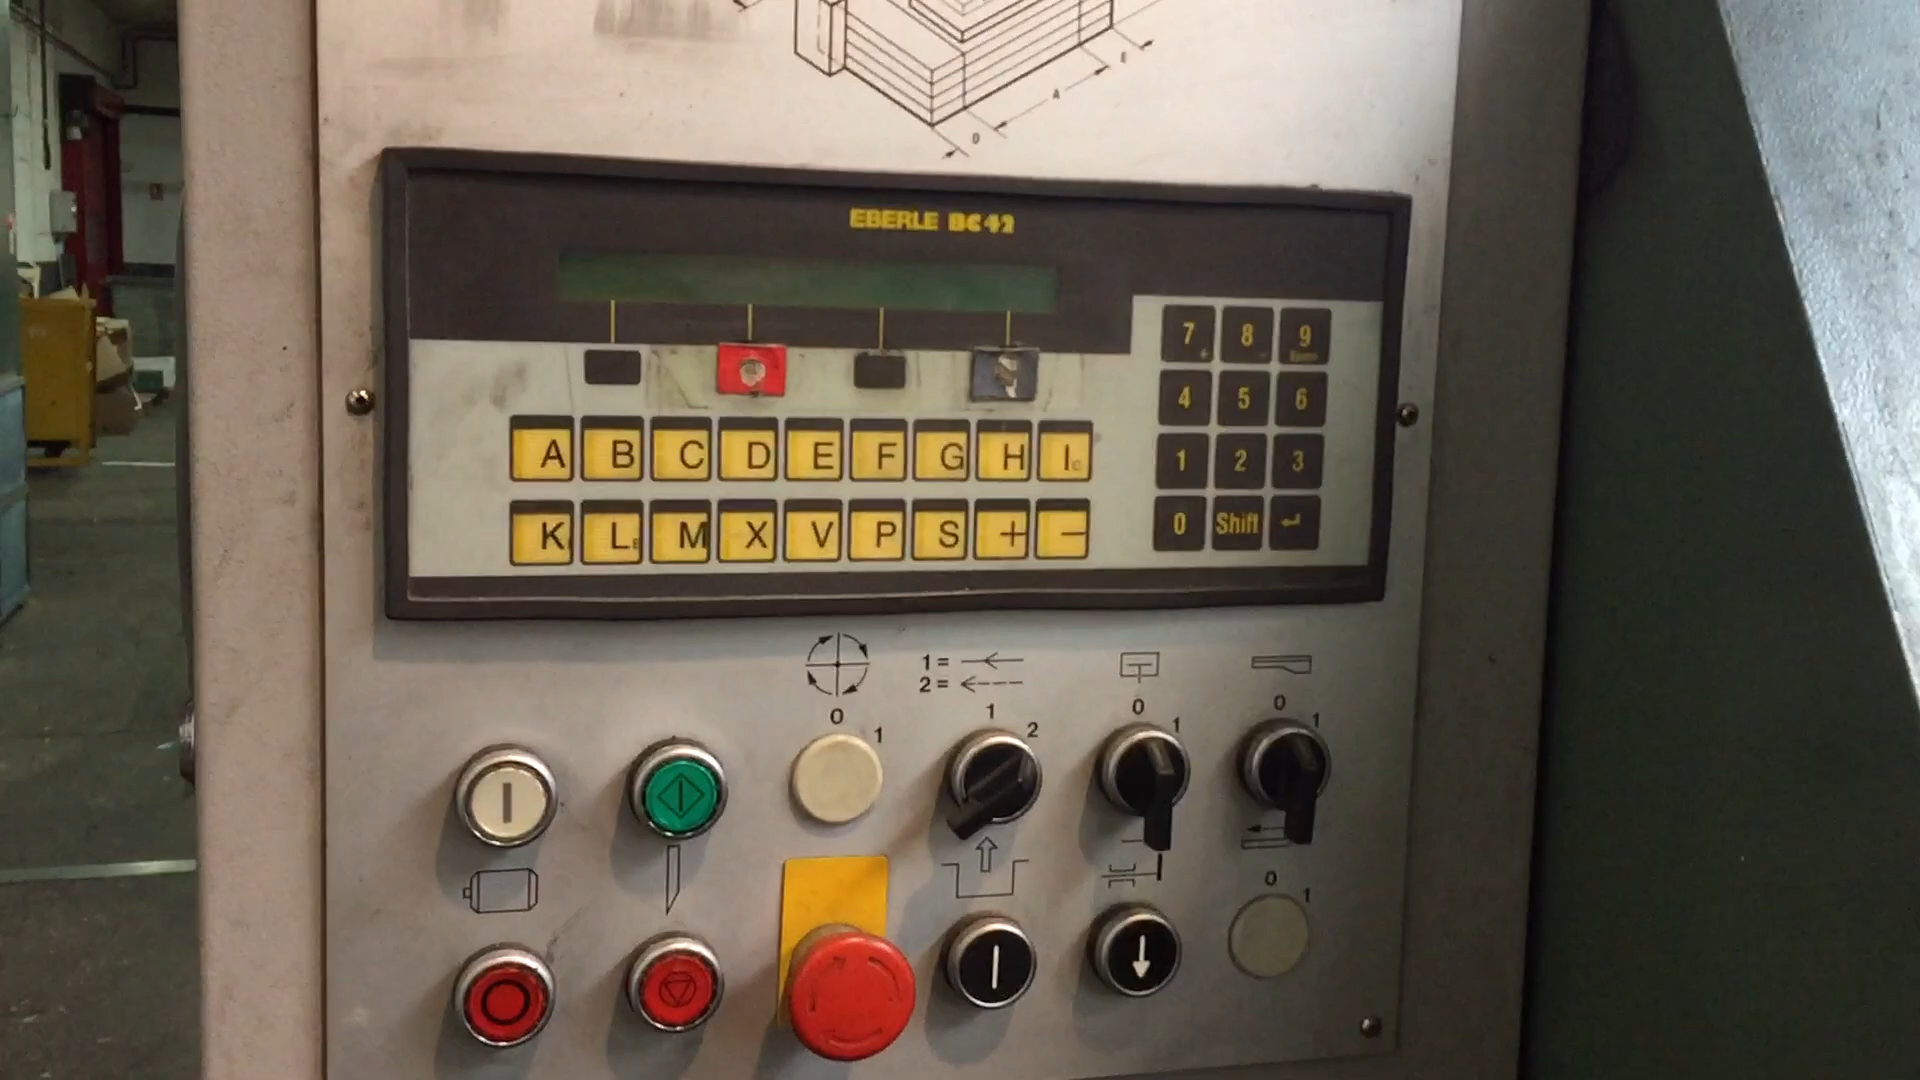 E
A
D
EBERLE BC42
7 + 8 - 9
4 5 6
1 2 3
0 Shift
A B C D E F G H I
K L M X V P S + −
1 =
2 =
0 1
1 2
0 1
0 1
0 1